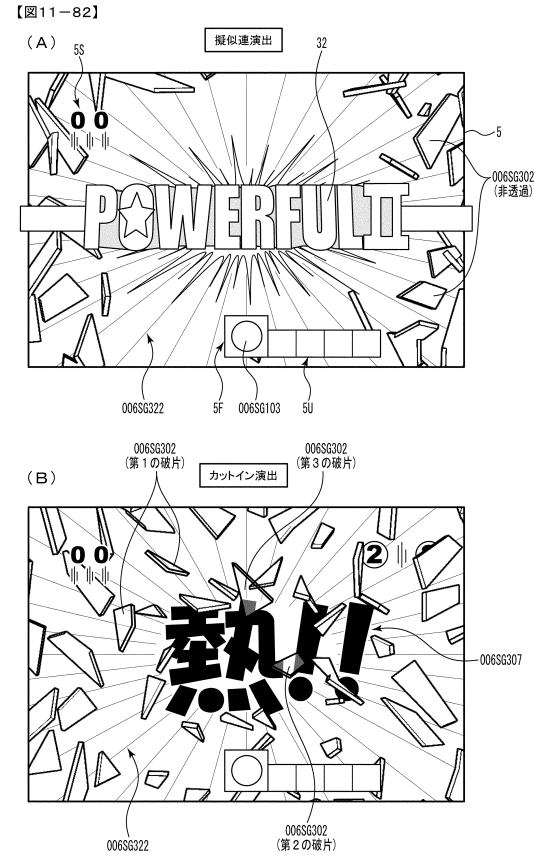 【図11－82】
（A）
擬似連演出
5S
32
0 0
5
POWERFUL II
006SG302
（非透過）
006SG322
5F
006SG103
5U
006SG302
（第１の破片）
006SG302
（第３の破片）
（B）
カットイン演出
0 0
2
熱!!
006SG307
006SG322
006SG302
（第２の破片）